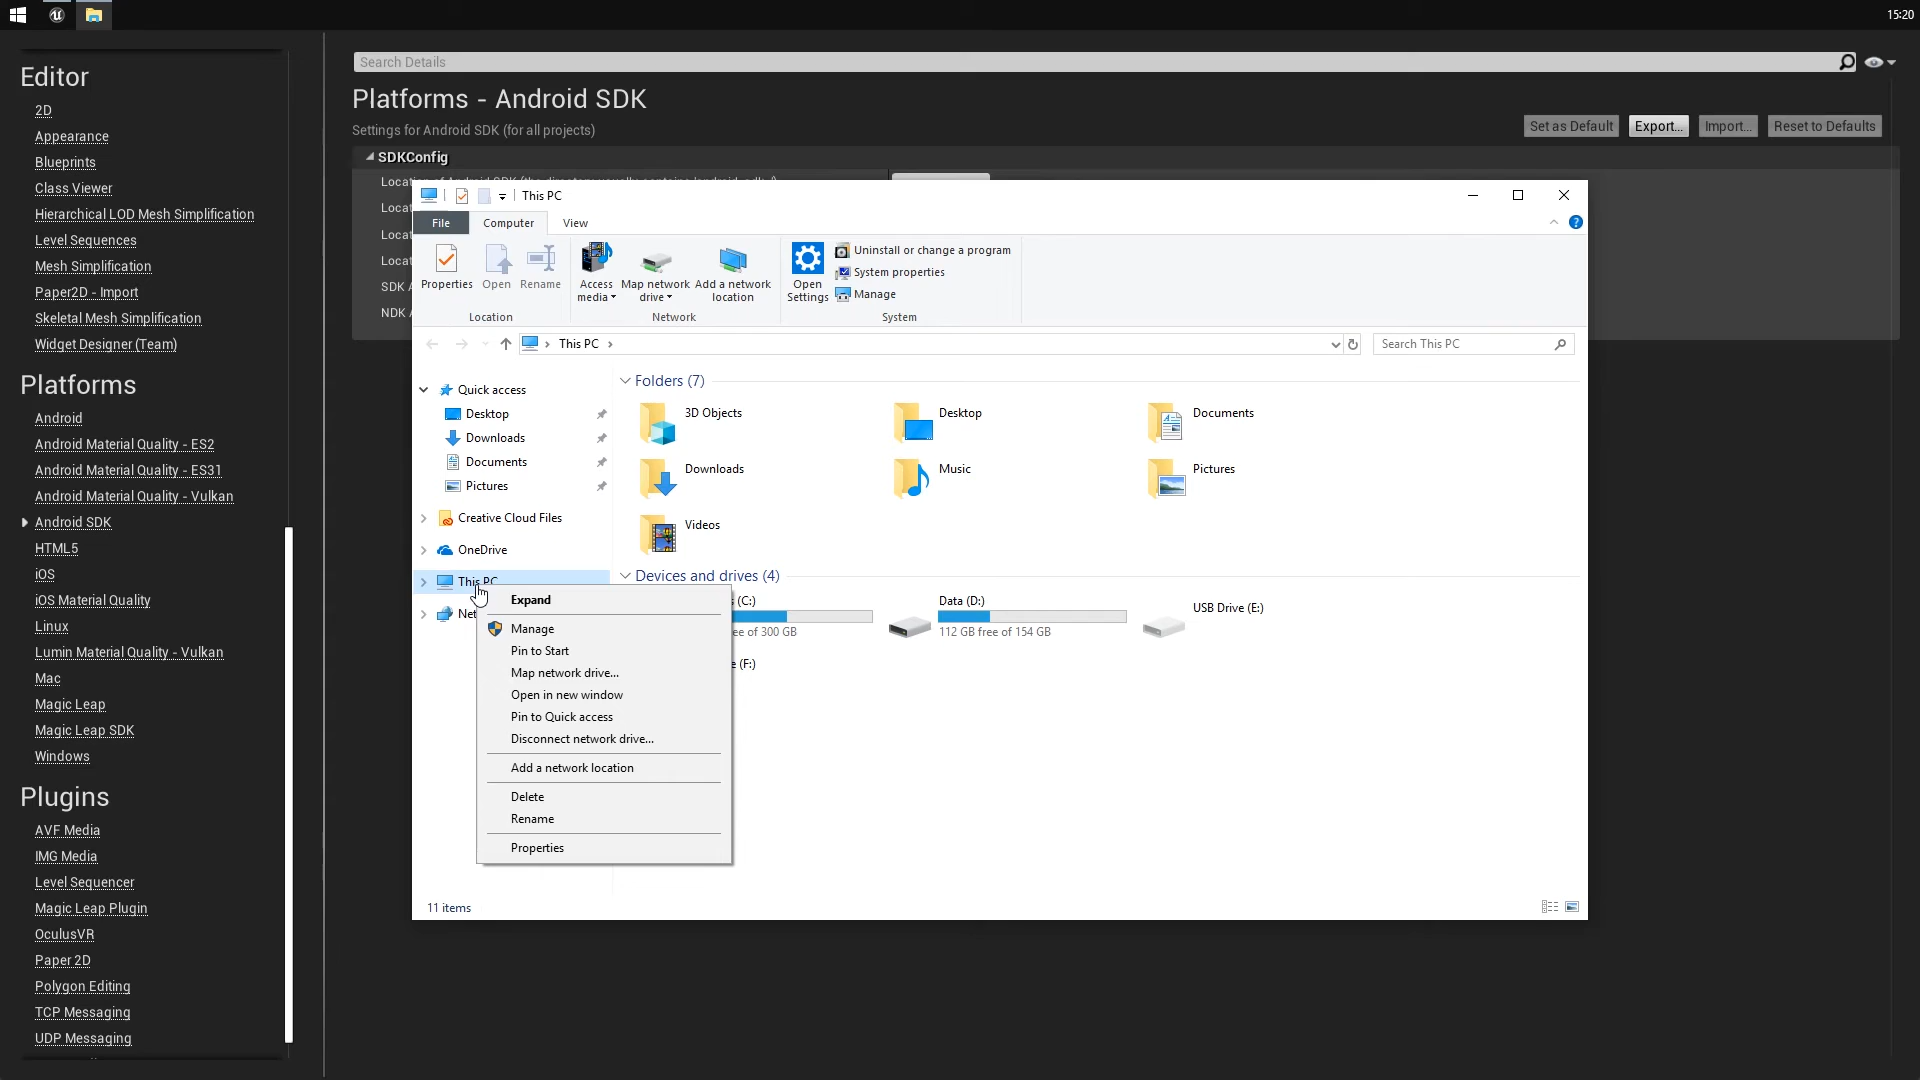 15:20
Editor
2D
Appearance
Blueprints
Class Viewer
Hierarchical LOD Mesh Simplification
Level Sequences
Mesh Simplification
Paper2D - Import
Skeletal Mesh Simplification
Widget Designer (Team)
Platforms
Android
Android Material Quality - ES2
Android Material Quality - ES31
Android Material Quality - Vulkan
Android SDK
HTML5
iOS
iOS Material Quality
Linux
Lumin Material Quality - Vulkan
Mac
Magic Leap
Magic Leap SDK
Windows
Plugins
AVF Media
IMG Media
Level Sequencer
Magic Leap Plugin
OculusVR
Paper 2D
Polygon Editing
TCP Messaging
UDP Messaging
Search Details
Platforms - Android SDK
Settings for Android SDK (for all projects)
Set as Default Export... Import... Reset to Defaults
SDKConfig
Locat
Locat
Locat
SDK A
NDK A
This PC
File Computer View
Properties Open Rename
Location
Access media
Map network drive
Add a network location
Network
Open Settings
Uninstall or change a program
System properties
Manage
System
This PC
Search This PC
Quick access
Desktop
Downloads
Documents
Pictures
Creative Cloud Files
OneDrive
This PC
Net
Expand
Manage
Pin to Start
Map network drive...
Open in new window
Pin to Quick access
Disconnect network drive...
Add a network location
Delete
Rename
Properties
Folders (7)
3D Objects Desktop Documents
Downloads Music Pictures
Videos
Devices and drives (4)
(C:) Data (D:) USB Drive (E:)
ee of 300 GB 112 GB free of 154 GB
e (F:)
11 items